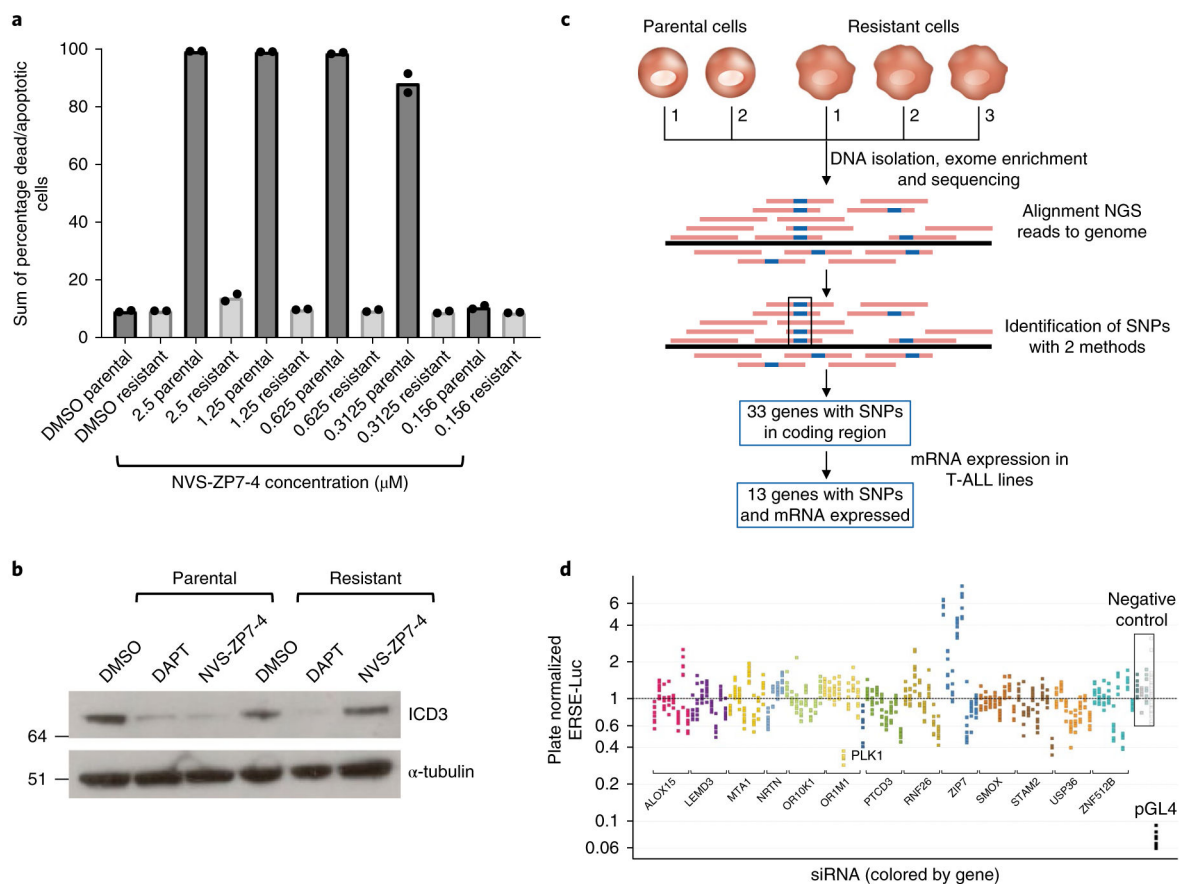 a
100
80
60
40
20
0
Sum of percentage dead/apoptotic
cells
DMSO parental
DMSO resistant
2.5 parental
2.5 resistant
1.25 parental
1.25 resistant
0.625 parental
0.625 resistant
0.3125 parental
0.3125 resistant
0.156 parental
0.156 resistant
NVS-ZP7-4 concentration (μM)
b
Parental
Resistant
DMSO
DAPT
NVS-ZP7-4
DMSO
DAPT
NVS-ZP7-4
ICD3
64
51
α-tubulin
c
Parental cells
Resistant cells
1
2
1
2
3
DNA isolation, exome enrichment
and sequencing
Alignment NGS
reads to genome
Identification of SNPs
with 2 methods
33 genes with SNPs
in coding region
mRNA expression in
T-ALL lines
13 genes with SNPs
and mRNA expressed
d
Plate normalized
ERSE-Luc
6
4
2
1
0.6
0.4
0.2
0.1
0.06
Negative
control
PLK1
ALOX15
LEMD3
MTA1
NRTN
OR10K1
OR1M1
PTCD3
RNF26
ZIP7
SMOX
STAM2
USP36
ZNF512B
pGL4
siRNA (colored by gene)